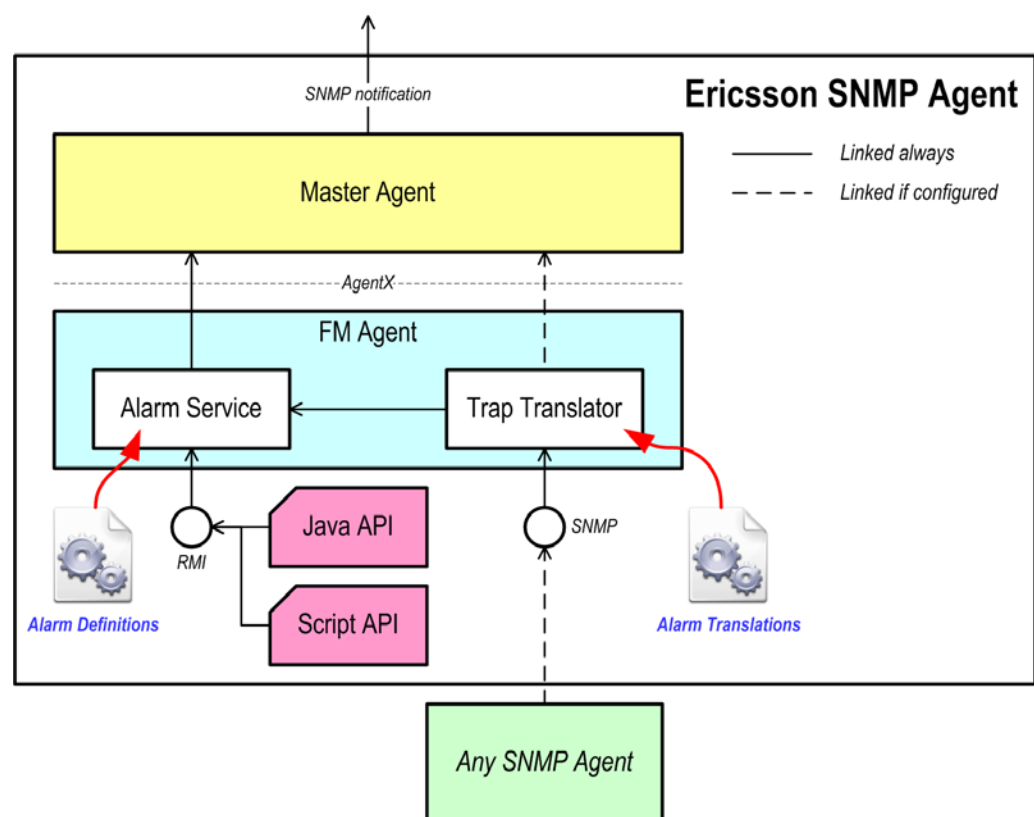 SNMP notification
Ericsson SNMP Agent
Linked always
Linked if configured
Master Agent
AgentX
FM Agent
Alarm Service
Trap Translator
Java API
RMI
SNMP
Script API
Alarm Definitions
Alarm Translations
Any SNMP Agent